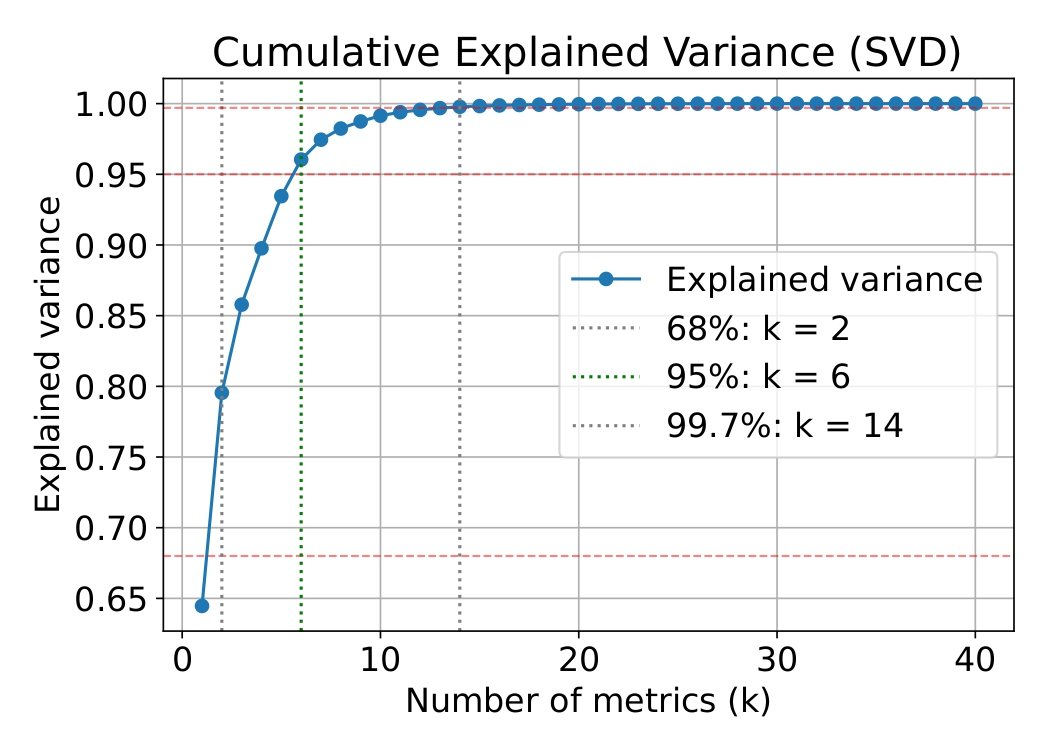 Cumulative Explained Variance (SVD)
1.00
0.95
0.90
0.85
0.80
0.75
0.70
0.65
Explained variance
Explained variance
68%: k = 2
95%: k = 6
99.7%: k = 14
0 10 20 30 40
Number of metrics (k)